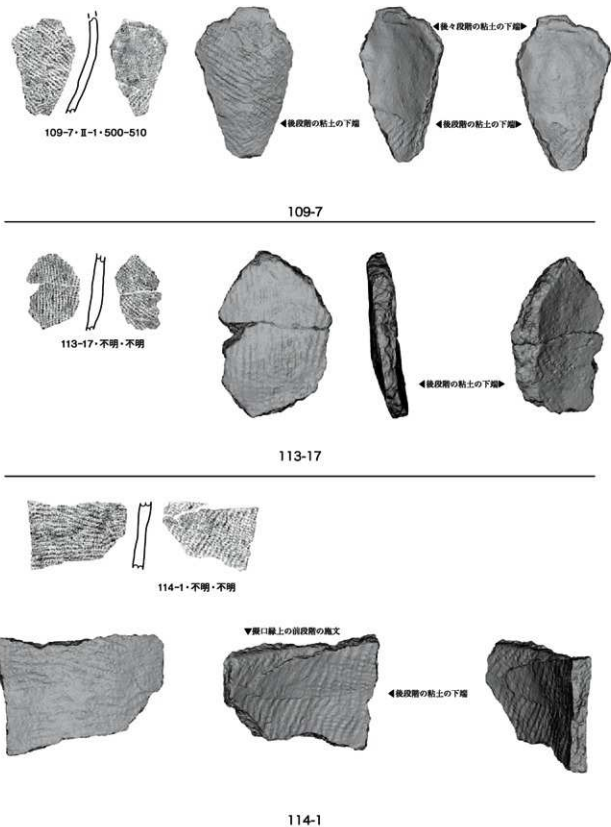 ◀後々段階の粘土の下端▶
◀後段階の粘土の下端
◀後段階の粘土の下端▶
109-7・Ⅱ-1・500-510
109-7
113-17・不明・不明
◀後段階の粘土の下端▶
113-17
114-1・不明・不明
▼擬口縁上の前段階の施文
◀後段階の粘土の下端
114-1